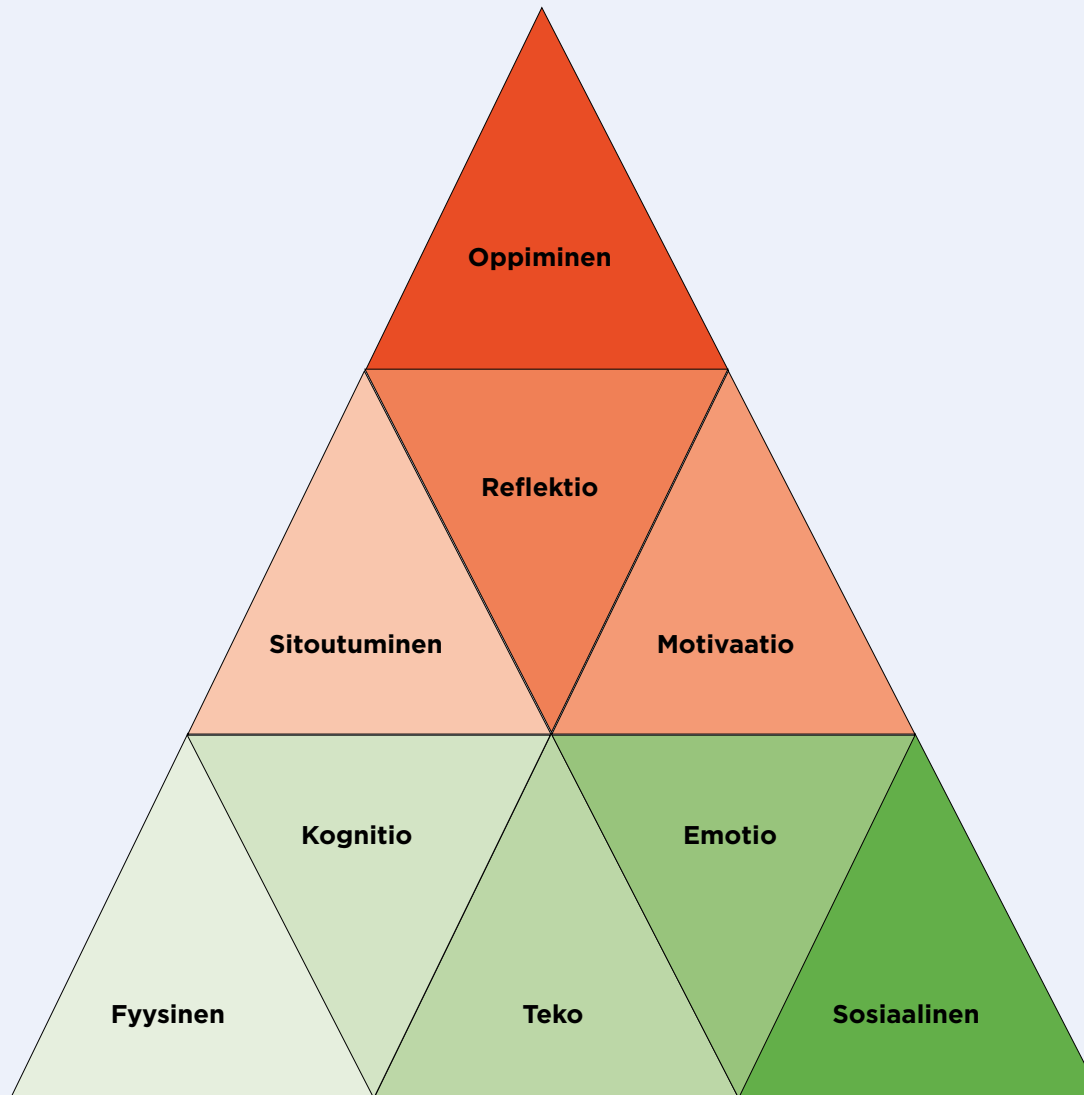 Oppiminen
Reflektio
Sitoutuminen
Motivaatio
Kognitio
Emotio
Fyysinen
Teko
Sosiaalinen